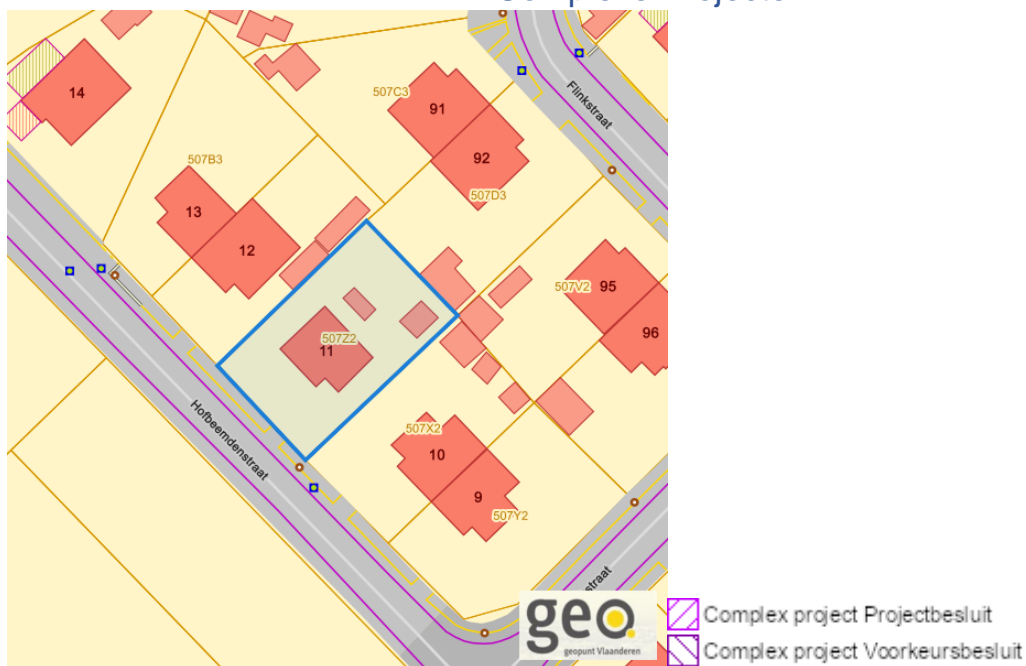 14
507C3
91
Flinkstraat
92
507B3
507D3
13
12
507V2
95
507Z2
11
96
Hofbeemdenstraat
507X2
10
9
507Y2
straat
geo
geopunt Vlaanderen
Complex project Projectbesluit
Complex project Voorkeursbesluit